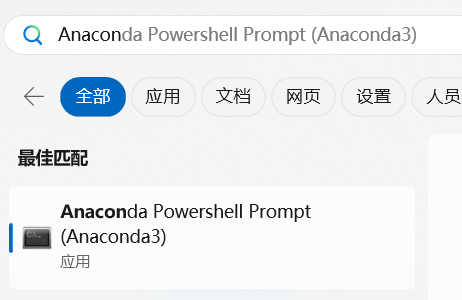 Anaconda Powershell Prompt (Anaconda3)
全部 应用 文档 网页 设置 人员
最佳匹配
Anaconda Powershell Prompt
(Anaconda3)
应用